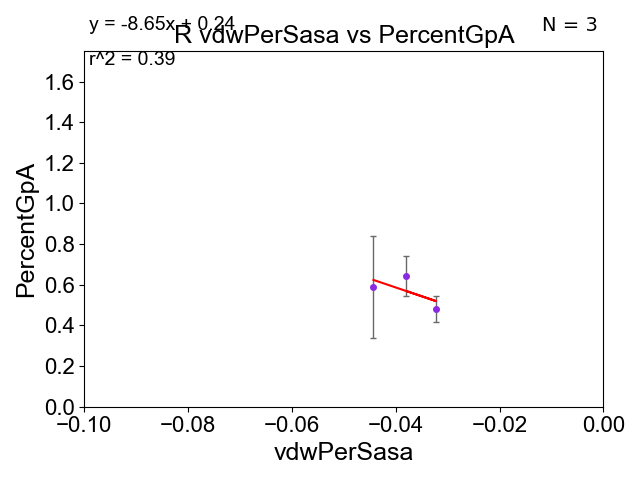 y = -8.65x + 0.24
N = 3
R vdwPerSasa vs PercentGpA
r^2 = 0.39
1.6
1.4
1.2
1.0
0.8
0.6
0.4
0.2
0.0
PercentGpA
−0.10 −0.08 −0.06 −0.04 −0.02 0.00
vdwPerSasa